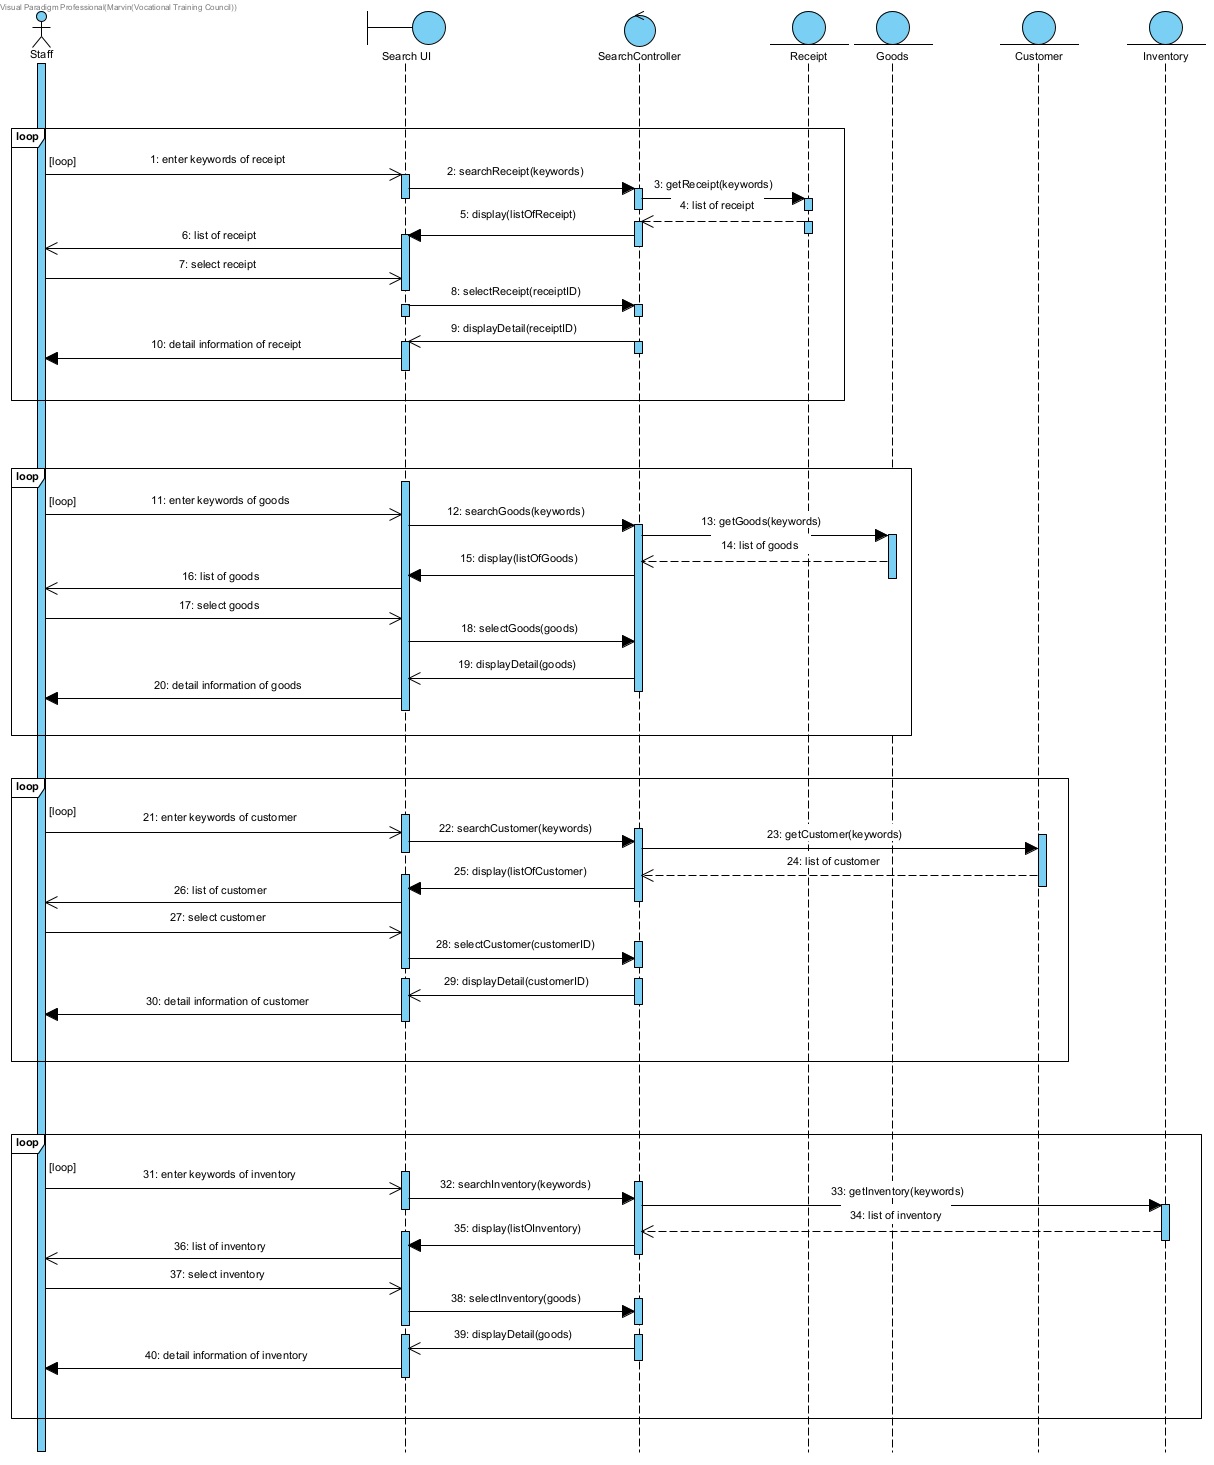 Visual Paradigm Professional(Marvin(Vocational Training Council))
Staff
Search UI
SearchController
Receipt
Goods
Customer
Inventory
loop
[loop]
1: enter keywords of receipt
2: searchReceipt(keywords)
3: getReceipt(keywords)
4: list of receipt
5: display(listOfReceipt)
6: list of receipt
7: select receipt
8: selectReceipt(receiptID)
9: displayDetail(receiptID)
10: detail information of receipt
loop
[loop]
11: enter keywords of goods
12: searchGoods(keywords)
13: getGoods(keywords)
14: list of goods
15: display(listOfGoods)
16: list of goods
17: select goods
18: selectGoods(goods)
19: displayDetail(goods)
20: detail information of goods
loop
[loop]
21: enter keywords of customer
22: searchCustomer(keywords)
23: getCustomer(keywords)
24: list of customer
25: display(listOfCustomer)
26: list of customer
27: select customer
28: selectCustomer(customerID)
29: displayDetail(customerID)
30: detail information of customer
loop
[loop]
31: enter keywords of inventory
32: searchInventory(keywords)
33: getInventory(keywords)
34: list of inventory
35: display(listOInventory)
36: list of inventory
37: select inventory
38: selectInventory(goods)
39: displayDetail(goods)
40: detail information of inventory